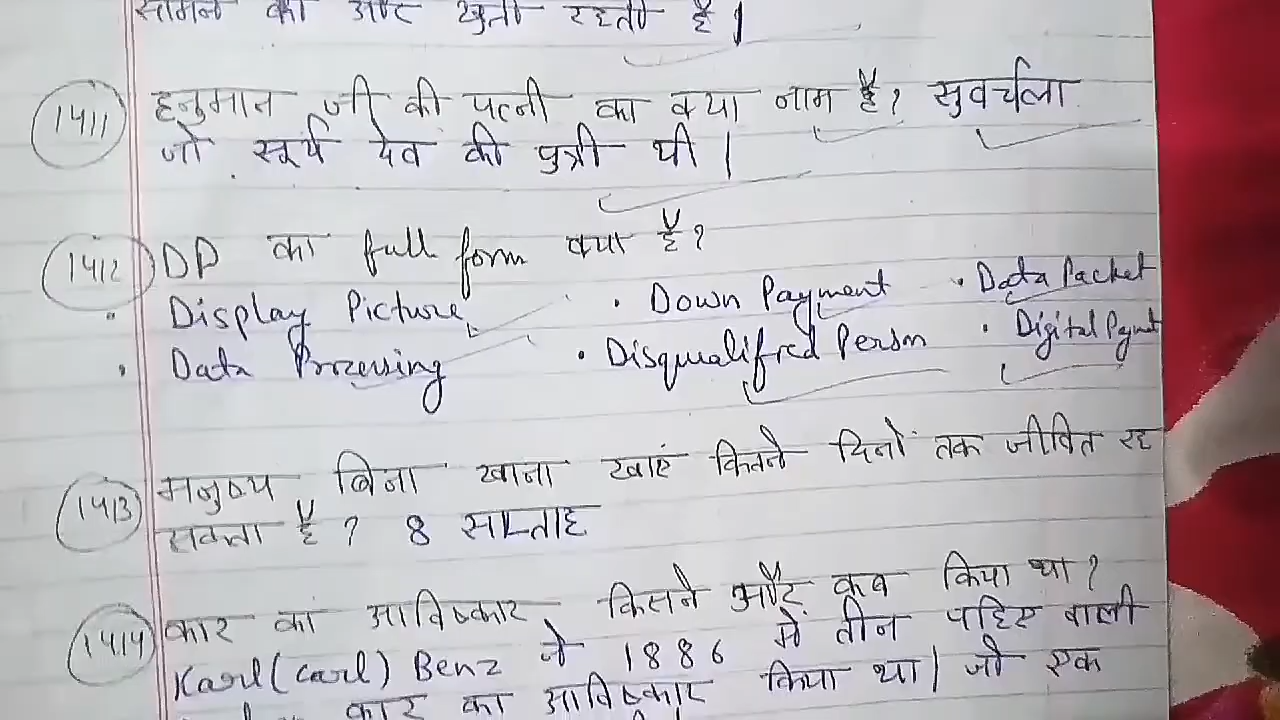 सामने की ओर खुली रहती है।
1411 हनुमान जी की पत्नी का क्या नाम है? सुवर्चला
जो सूर्य देव की पुत्री थी।
1412 DP का full form क्या है?
• Display Picture • Down Payment • Data Packet
• Data Processing • Disqualified Person • Digital Paymt
1413 मनुष्य बिना खाना खाएं कितने दिनों तक जीवित रह
सकता है? 8 सप्ताह
1414 कार का आविष्कार किसने और कब किया था?
Karl (Carl) Benz ने 1886 में तीन पहिए वाली
कार का आविष्कार किया था। जो एक